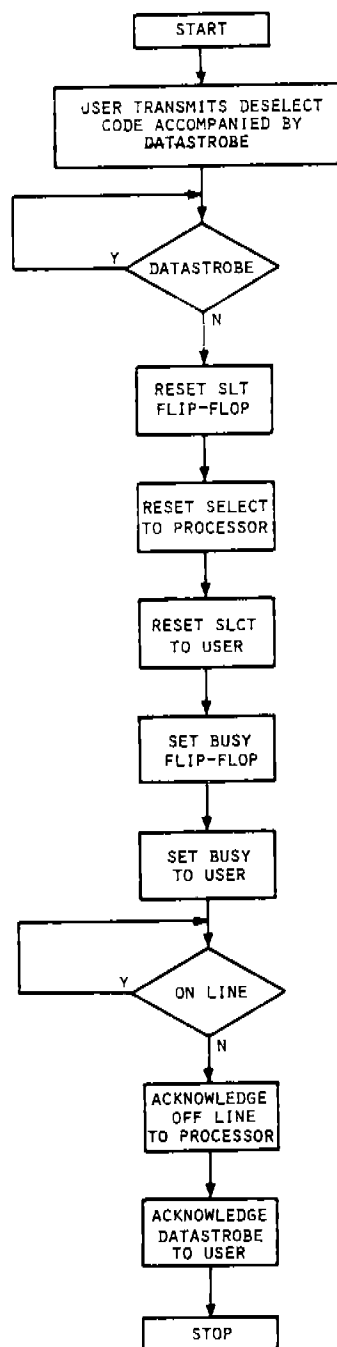 START
USER TRANSMITS DESELECT
CODE ACCOMPANIED BY
DATASTROBE
Y
DATASTROBE
N
RESET SLT
FLIP-FLOP
RESET SELECT
TO PROCESSOR
RESET SLCT
TO USER
SET BUSY
FLIP-FLOP
SET BUSY
TO USER
Y
ON LINE
N
ACKNOWLEDGE
OFF LINE
TO PROCESSOR
ACKNOWLEDGE
DATASTROBE
TO USER
STOP